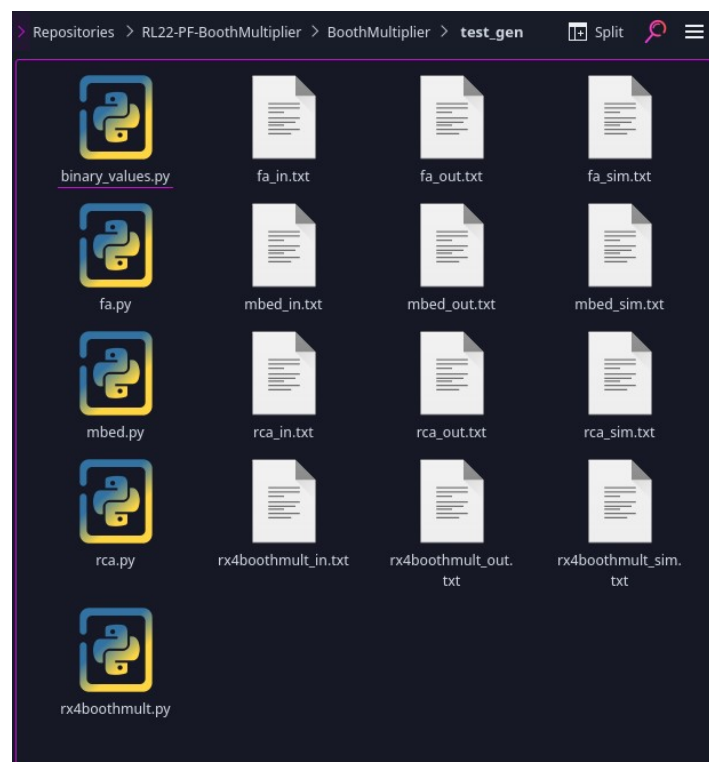 Repositories > RL22-PF-BoothMultiplier > BoothMultiplier > test_gen Split
binary_values.py fa_in.txt fa_out.txt fa_sim.txt
fa.py mbed_in.txt mbed_out.txt mbed_sim.txt
mbed.py rca_in.txt rca_out.txt rca_sim.txt
rca.py rx4boothmult_in.txt rx4boothmult_out. rx4boothmult_sim.
txt txt
rx4boothmult.py